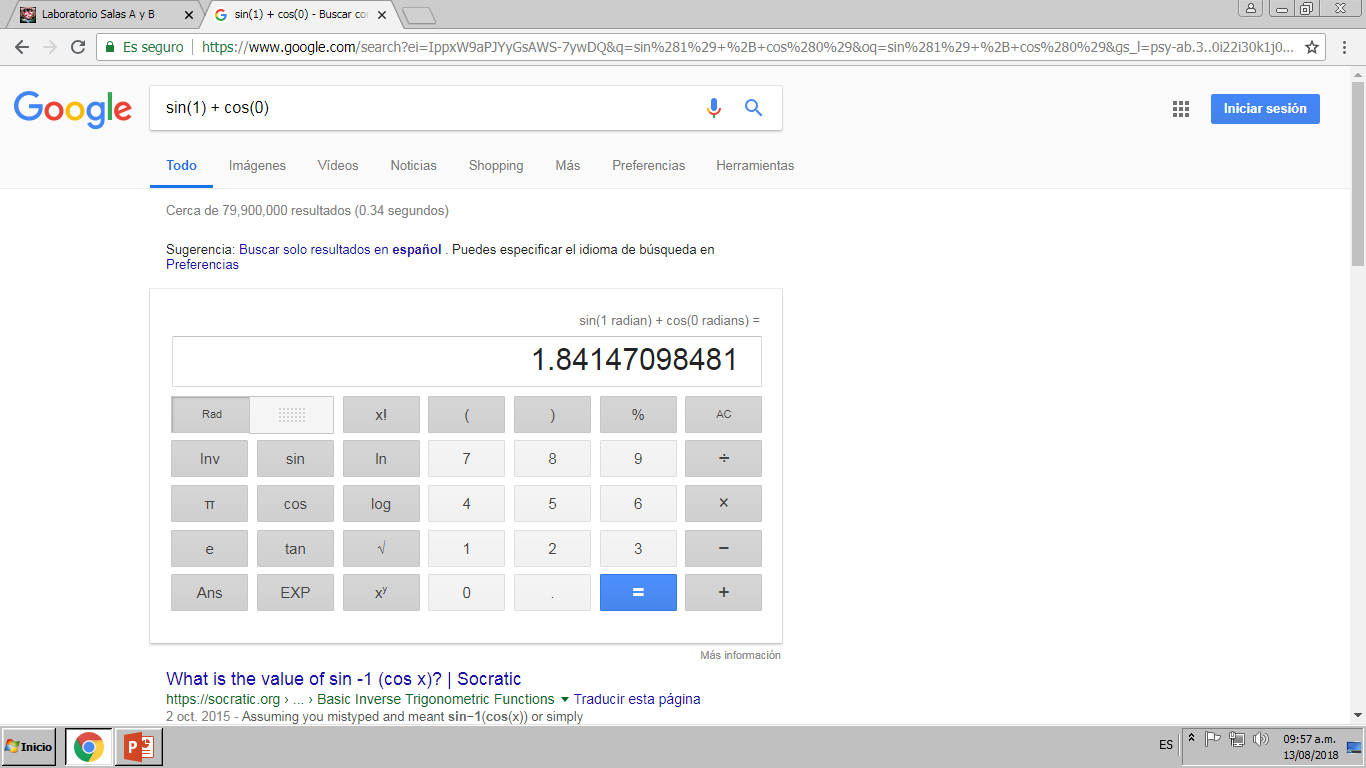 Laboratorio Salas A y B
sin(1) + cos(0) - Buscar co
Es seguro
https://www.google.com/search?ei=IppxW9aPJYyGsAWS-7ywDQ&q=sin%281%29+%2B+cos%280%29&oq=sin%281%29+%2B+cos%280%29&gs_l=psy-ab.3..0i22i30k1j0...
Google
sin(1) + cos(0)
Iniciar sesión
Todo Imágenes Vídeos Noticias Shopping Más Preferencias Herramientas
Cerca de 79,900,000 resultados (0.34 segundos)
Sugerencia: Buscar solo resultados en español . Puedes especificar el idioma de búsqueda en
Preferencias
sin(1 radian) + cos(0 radians) =
1.84147098481
Rad x! ( ) % AC
Inv sin ln 7 8 9 ÷
π cos log 4 5 6 ×
e tan √ 1 2 3 −
Ans EXP xʸ 0 . = +
Más información
What is the value of sin -1 (cos x)? | Socratic
https://socratic.org › ... › Basic Inverse Trigonometric Functions Traducir esta página
2 oct. 2015 - Assuming you mistyped and meant sin−1(cos(x)) or simply
Inicio
ES
09:57 a.m.
13/08/2018